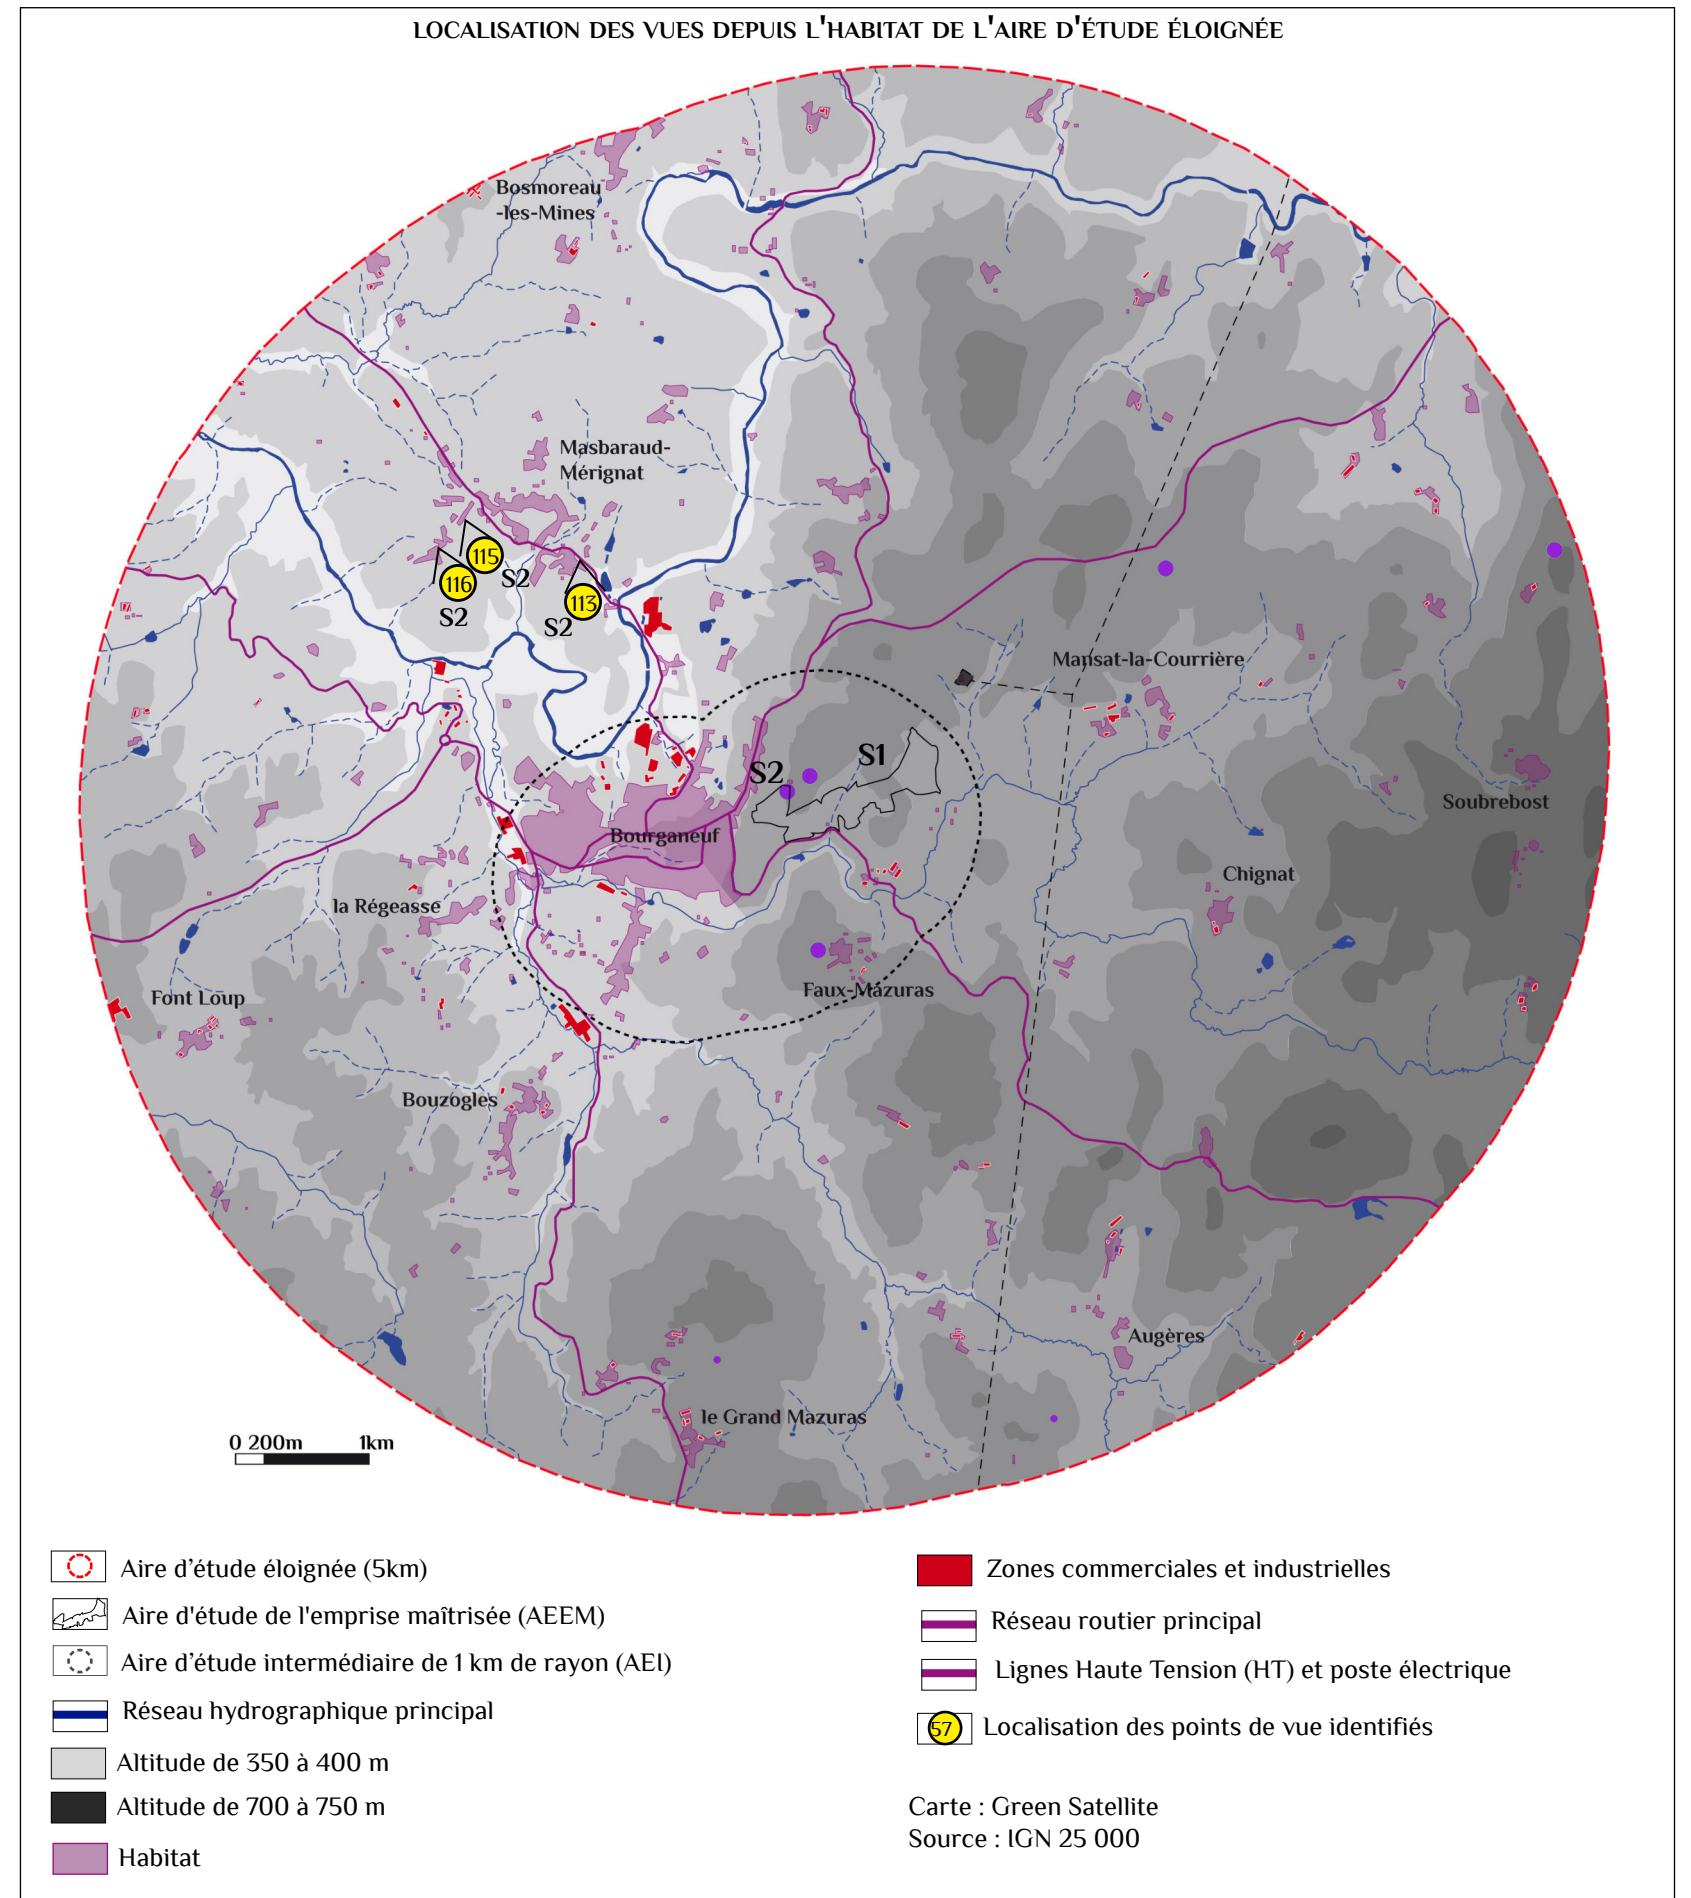 LOCALISATION DES VUES DEPUIS L'HABITAT DE L'AIRE D'ÉTUDE ÉLOIGNÉE
Bosmoreau
-les-Mines
Masbaraud-
Mérignat
115
S2
116
S2
113
S2
Mansat-la-Courrière
S1
S2
Soubrebost
Bourganeuf
Chignat
la Régeasse
Faux-Mazuras
Font Loup
Bouzogles
Augères
le Grand Mazuras
0 200m 1km
Aire d'étude éloignée (5km)
Aire d'étude de l'emprise maîtrisée (AEEM)
Aire d'étude intermédiaire de 1 km de rayon (AEI)
Réseau hydrographique principal
Altitude de 350 à 400 m
Altitude de 700 à 750 m
Habitat
Zones commerciales et industrielles
Réseau routier principal
Lignes Haute Tension (HT) et poste électrique
57 Localisation des points de vue identifiés
Carte : Green Satellite
Source : IGN 25 000